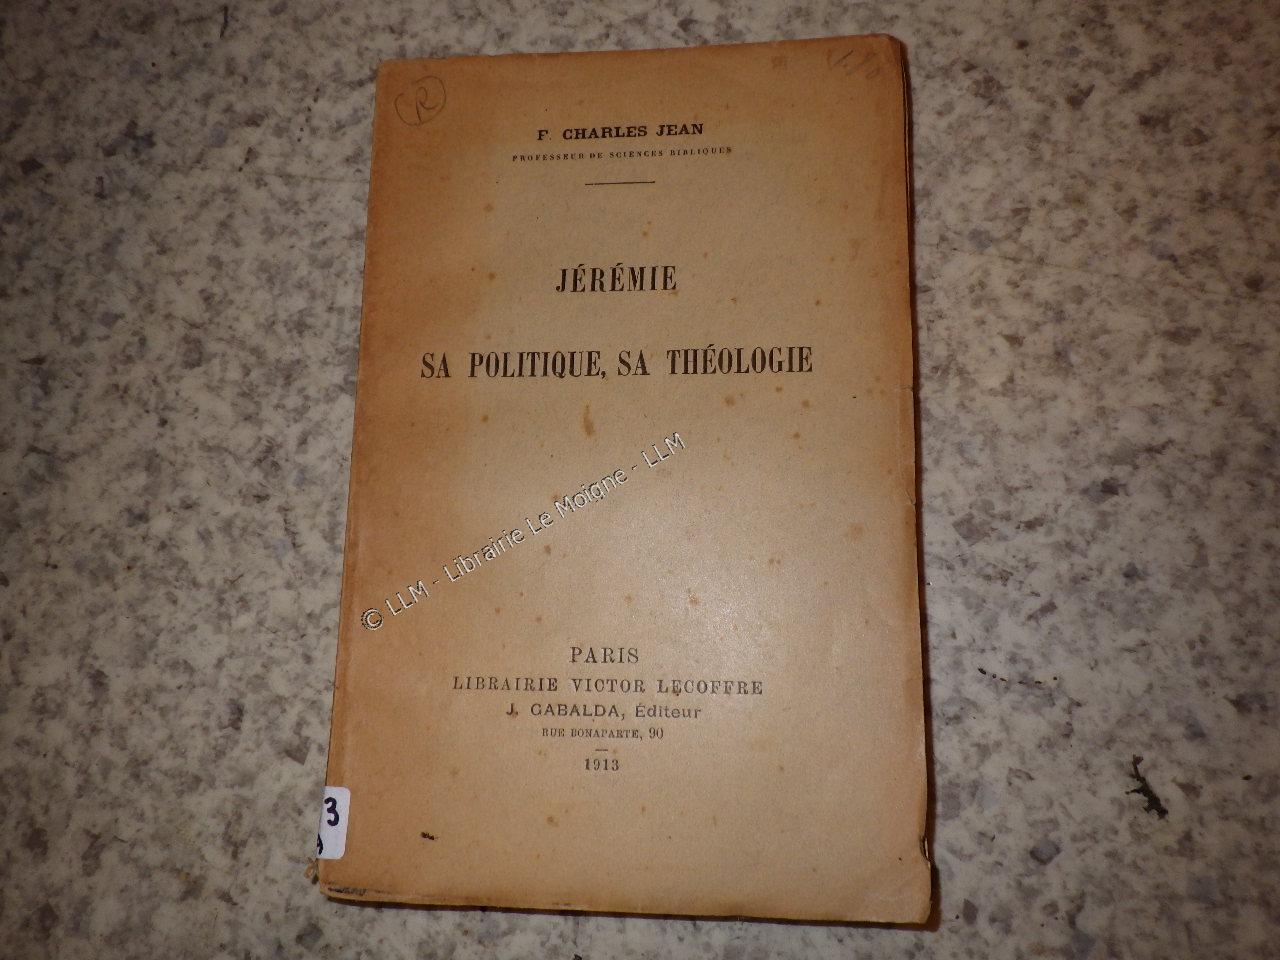 R
F. CHARLES JEAN
PROFESSEUR DE SCIENCES BIBLIQUES
JÉRÉMIE
SA POLITIQUE, SA THÉOLOGIE
© LLM - Librairie Le Moigne - LLM
PARIS
LIBRAIRIE VICTOR LECOFFRE
J. GABALDA, Éditeur
RUE BONAPARTE, 90
1913
3